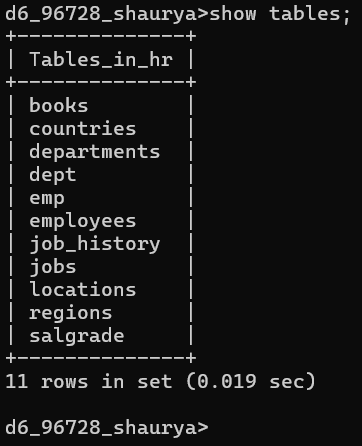 d6_96728_shaurya>show tables;
+--------------+
| Tables_in_hr |
+--------------+
| books        |
| countries    |
| departments  |
| dept         |
| emp          |
| employees    |
| job_history  |
| jobs         |
| locations    |
| regions      |
| salgrade     |
+--------------+
11 rows in set (0.019 sec)
d6_96728_shaurya>